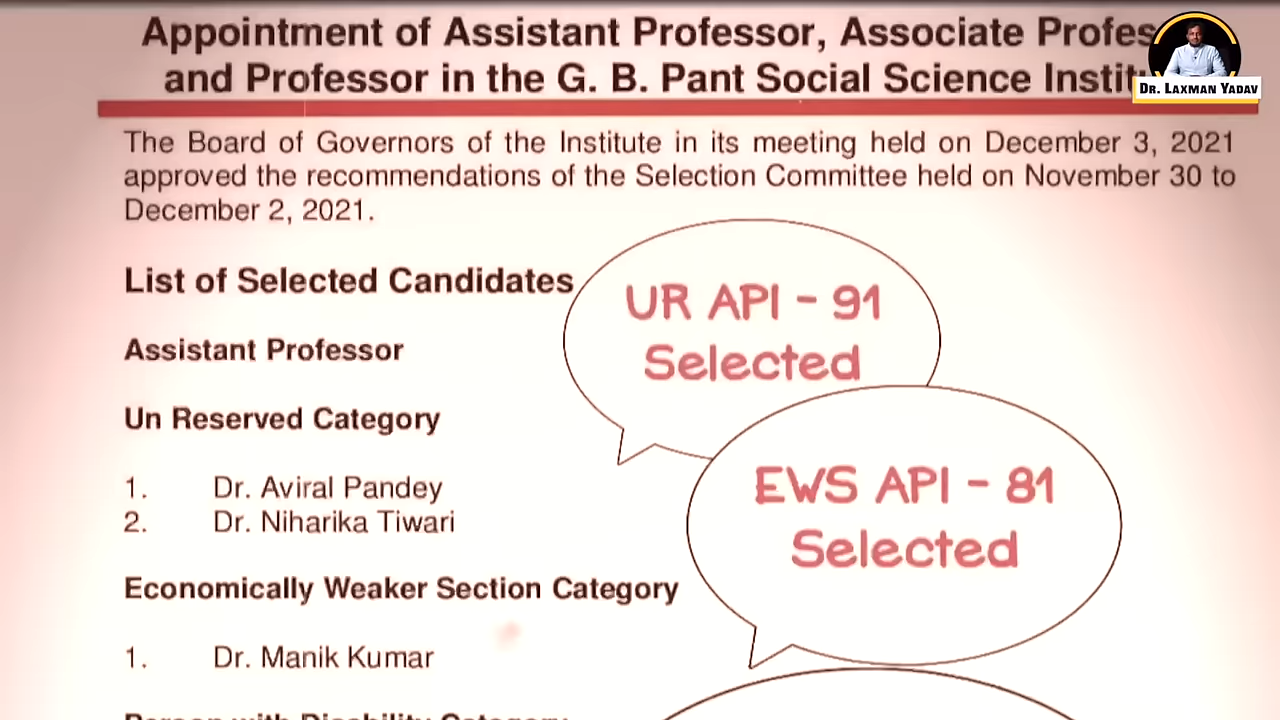 Appointment of Assistant Professor, Associate Profes
and Professor in the G. B. Pant Social Science Instit
DR. LAXMAN YADAV
The Board of Governors of the Institute in its meeting held on December 3, 2021
approved the recommendations of the Selection Committee held on November 30 to
December 2, 2021.
List of Selected Candidates
UR API - 91
Selected
Assistant Professor
Un Reserved Category
1. Dr. Aviral Pandey
2. Dr. Niharika Tiwari
EWS API - 81
Selected
Economically Weaker Section Category
1. Dr. Manik Kumar
Person with Disability Category